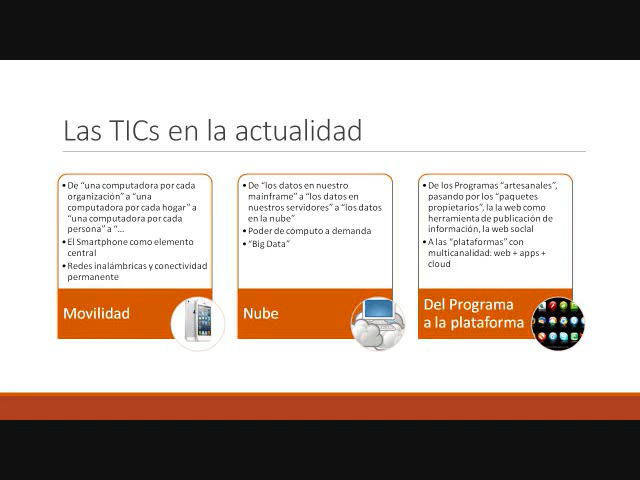 Las TICs en la actualidad
• De “una computadora por cada
organización” a “una
computadora por cada hogar” a
“una computadora por cada
persona” a “…
• El Smartphone como elemento
central
• Redes inalámbricas y conectividad
permanente
Movilidad
• De “los datos en nuestro
mainframe” a “los datos en
nuestros servidores” a “los datos
en la nube”
• Poder de cómputo a demanda
• “Big Data”
Nube
• De los Programas “artesanales”,
pasando por los “paquetes
propietarios”, la la web como
herramienta de publicación de
información, la web social
• A las “plataformas” con
multicanalidad: web + apps +
cloud
Del Programa
a la plataforma